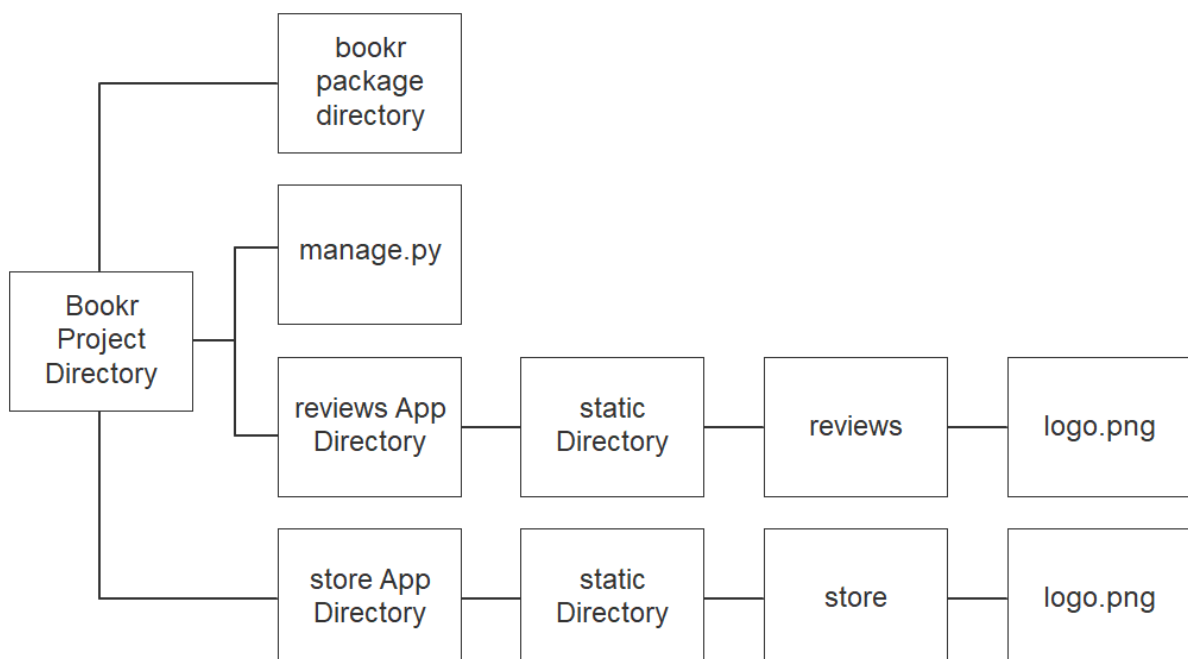 bookr
package
directory
manage.py
Bookr
Project
Directory
reviews App
Directory
static
Directory
reviews
logo.png
store App
Directory
static
Directory
store
logo.png